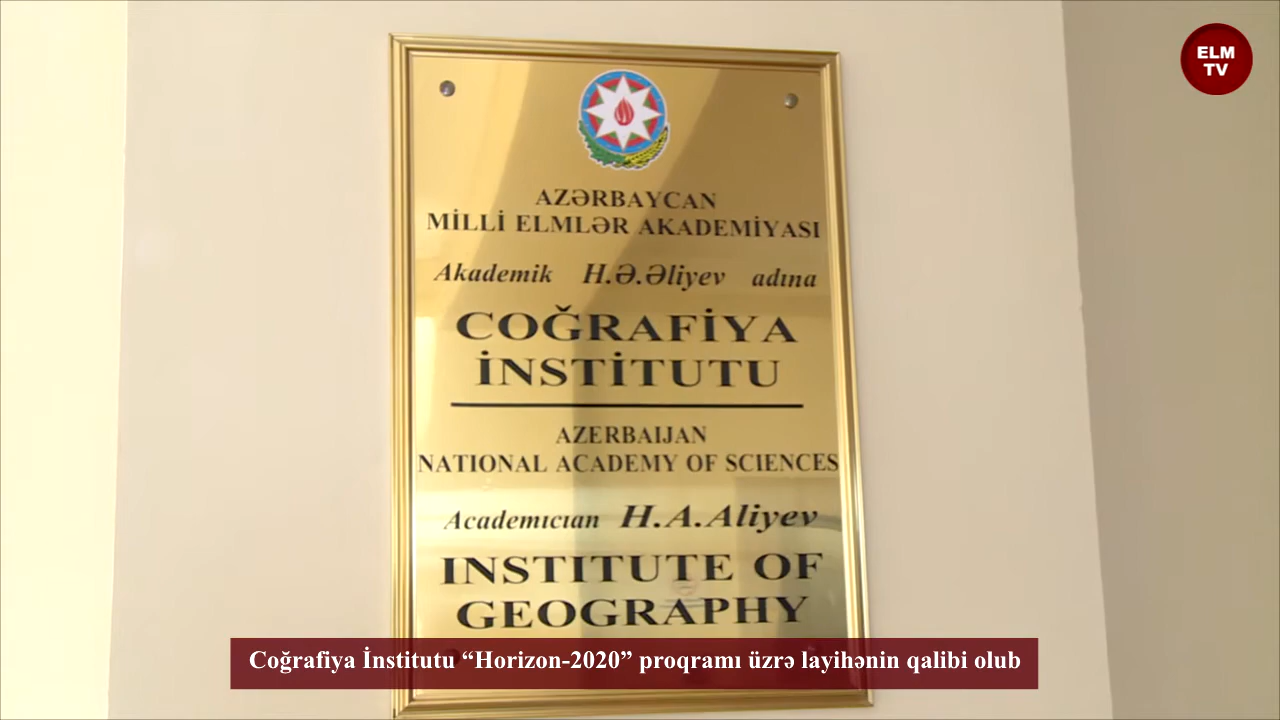 ELM
TV
AZƏRBAYCAN
MİLLİ ELMLƏR AKADEMİYASI
Akademik H.Ə.Əliyev adına
COĞRAFİYA
İNSTİTUTU
AZERBAIJAN
NATIONAL ACADEMY OF SCIENCES
Academıcıan H.A.Aliyev
INSTITUTE OF
GEOGRAPHY
Coğrafiya İnstitutu “Horizon-2020” proqramı üzrə layihənin qalibi olub